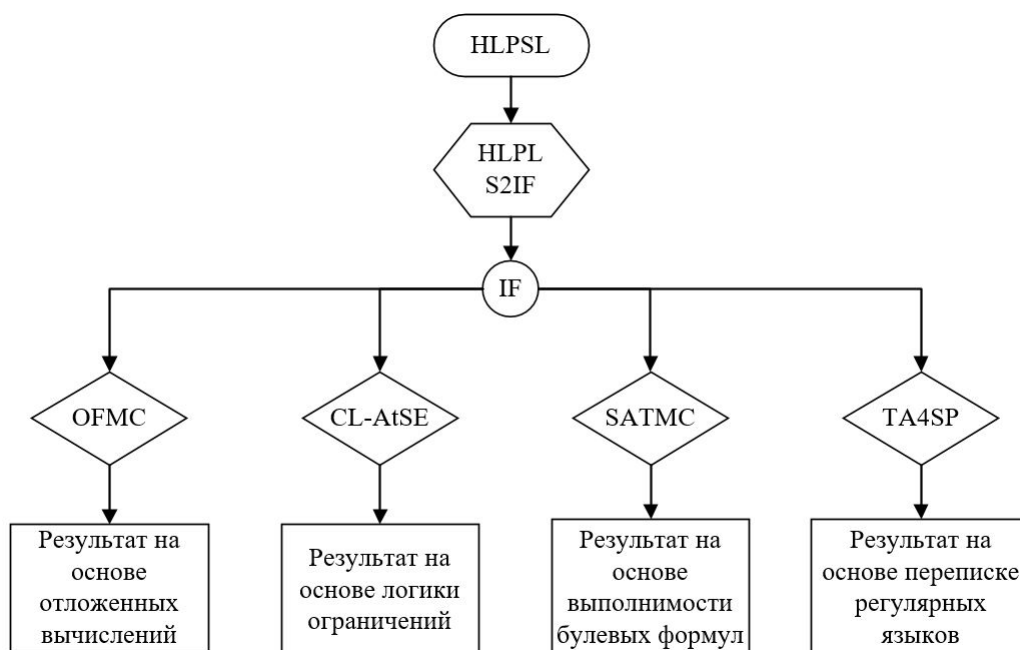 HLPSL
HLPL
S2IF
IF
OFMC
CL-AtSE
SATMC
TA4SP
Результат на
основе
отложенных
вычислений
Результат на
основе логики
ограничений
Результат на
основе
выполнимости
булевых формул
Результат на
основе переписке
регулярных
языков